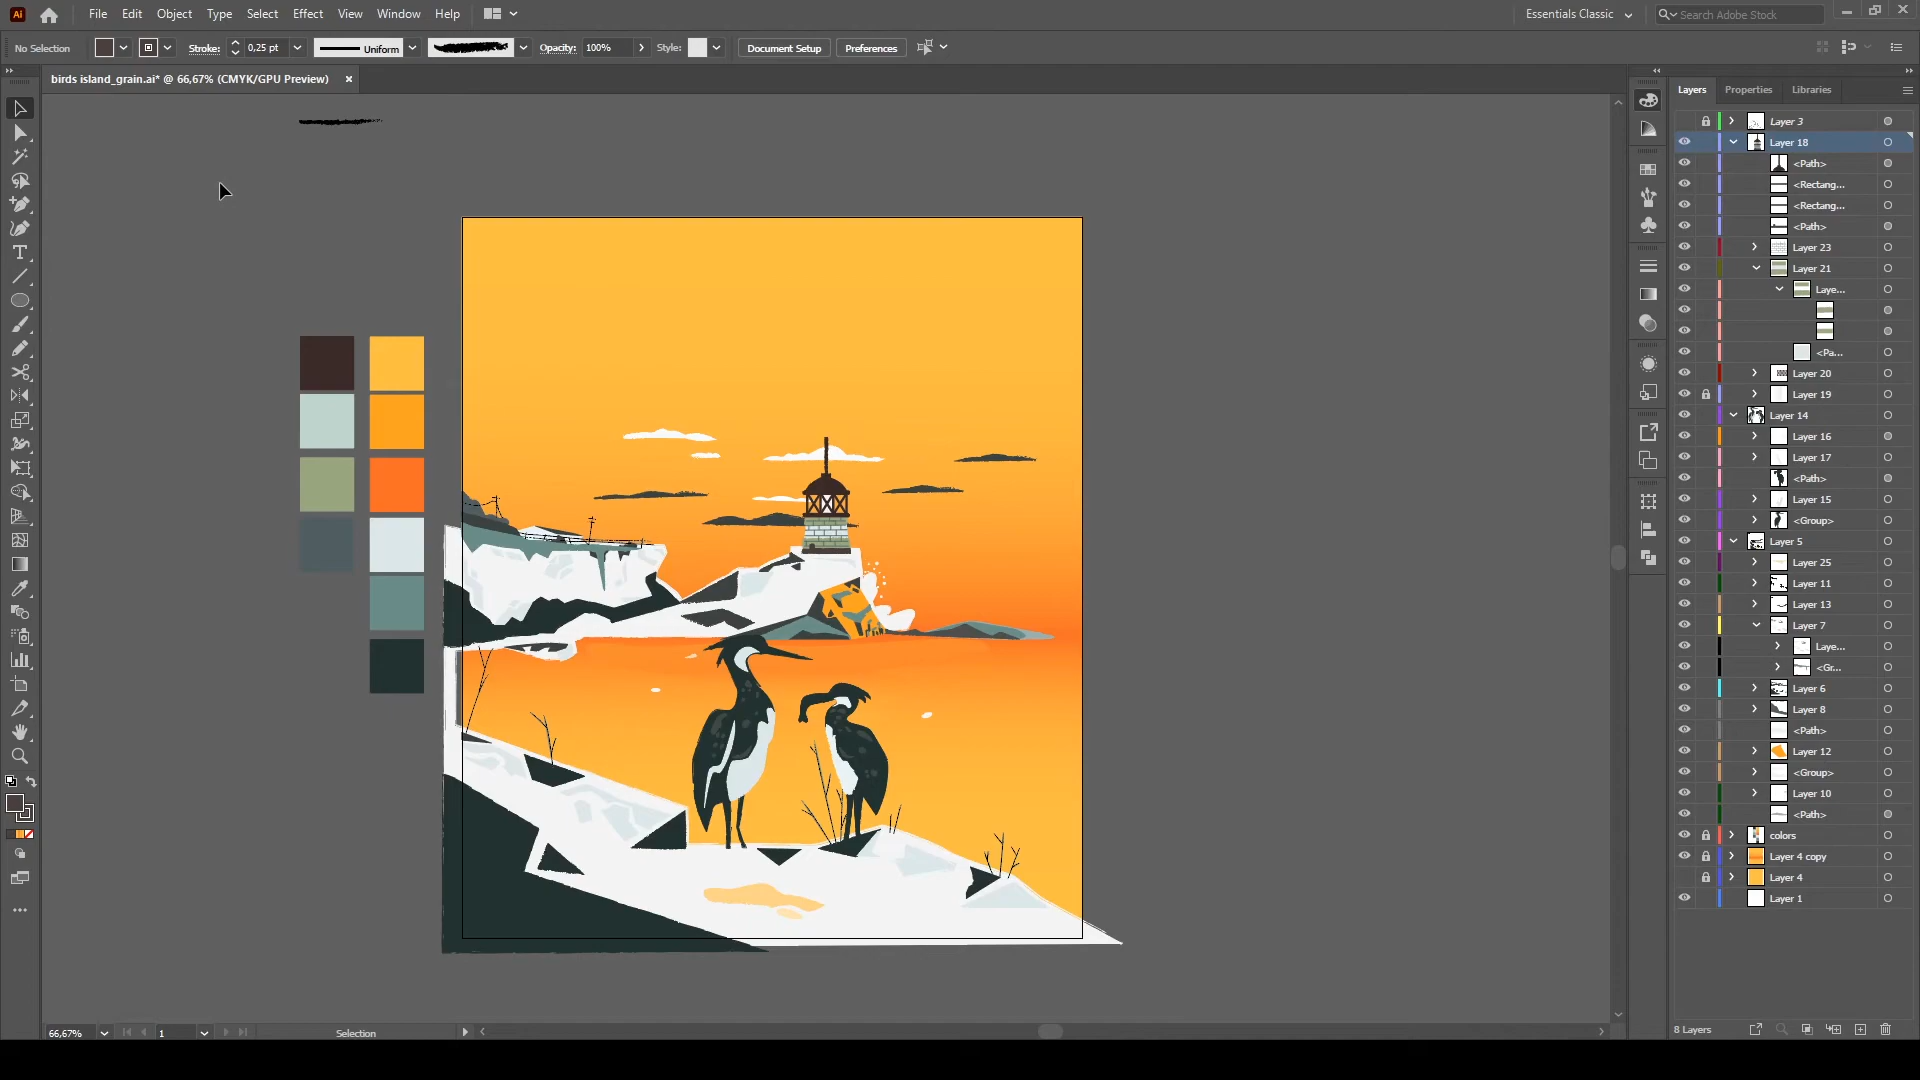 Ai File Edit Object Type Select Effect View Window Help Essentials Classic Search Adobe Stock
No Selection Stroke: 0,25 pt Uniform Opacity: 100% Style: Document Setup Preferences
birds island_grain.ai* @ 66,67% (CMYK/GPU Preview) ×
Layers Properties Libraries
Layer 3
Layer 18
<Path>
<Rectang...
<Rectang...
<Path>
Layer 23
Layer 21
Laye...
<Pa...
Layer 20
Layer 19
Layer 14
Layer 16
Layer 17
<Path>
Layer 15
<Group>
Layer 5
Layer 25
Layer 11
Layer 13
Layer 7
Laye...
<Gr...
Layer 6
Layer 8
<Path>
Layer 12
<Group>
Layer 10
<Path>
colors
Layer 4 copy
Layer 4
Layer 1
66,67% 1 Selection 8 Layers